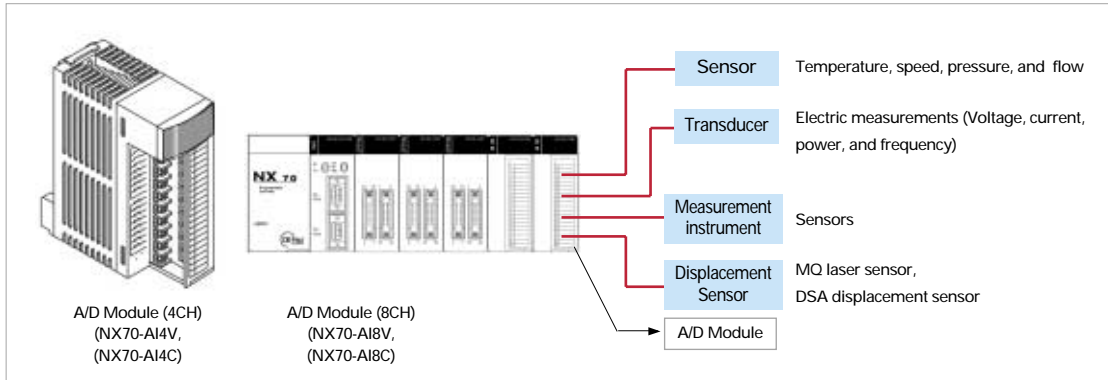 Sensor
Temperature, speed, pressure, and flow
Transducer
Electric measurements (Voltage, current,
power, and frequency)
Measurement
instrument
Sensors
Displacement
Sensor
MQ laser sensor,
DSA displacement sensor
A/D Module
NX 70
A/D Module (4CH)
(NX70-AI4V,
(NX70-AI4C)
A/D Module (8CH)
(NX70-AI8V,
(NX70-AI8C)